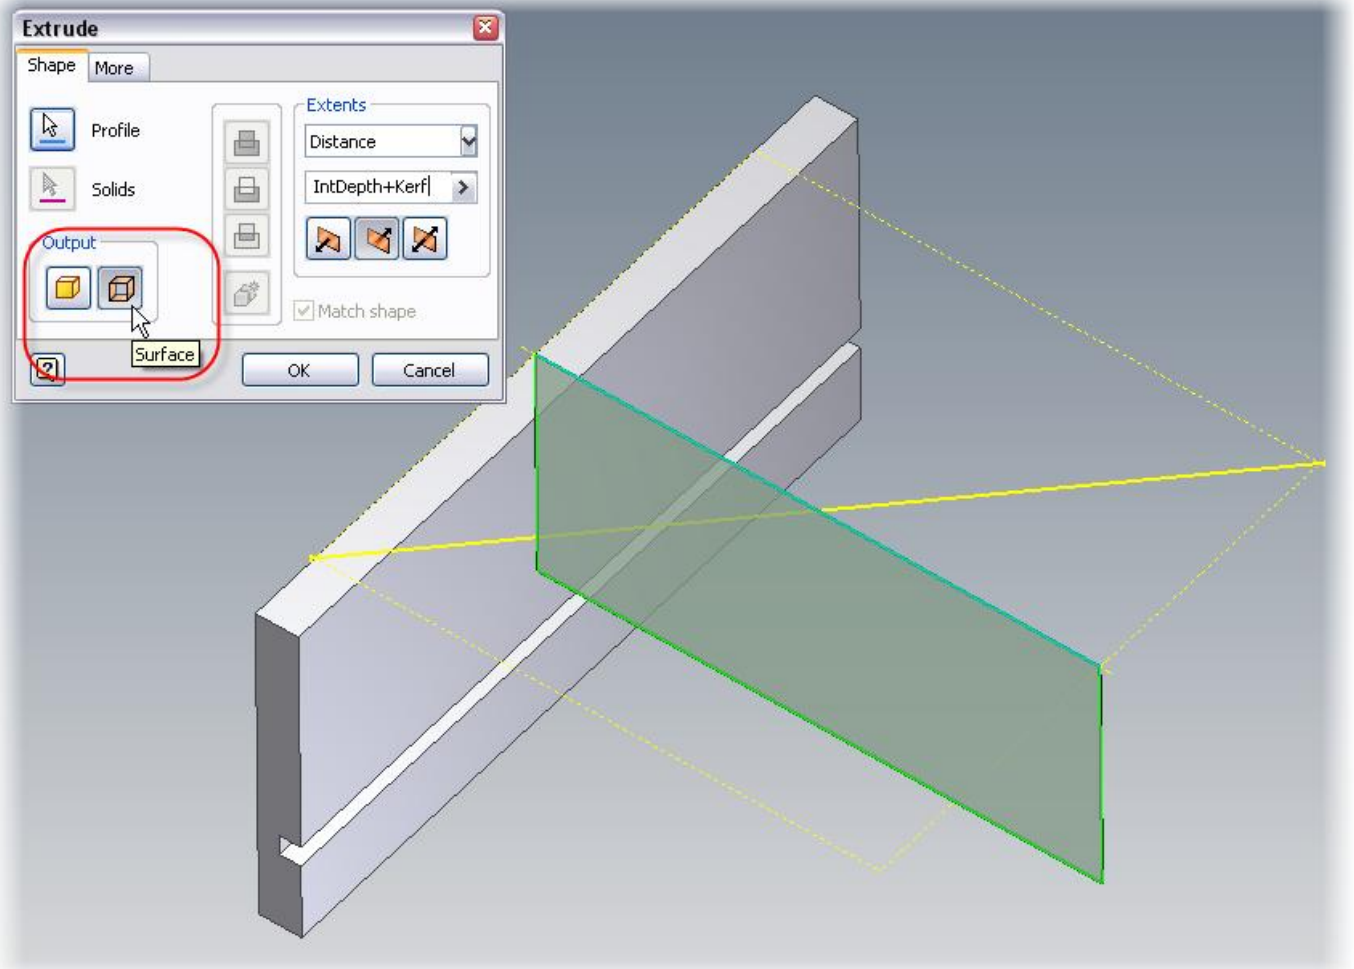 Extrude
Shape
More
Profile
Solids
Output
Surface
Extents
Distance
IntDepth+Kerf
Match shape
OK
Cancel